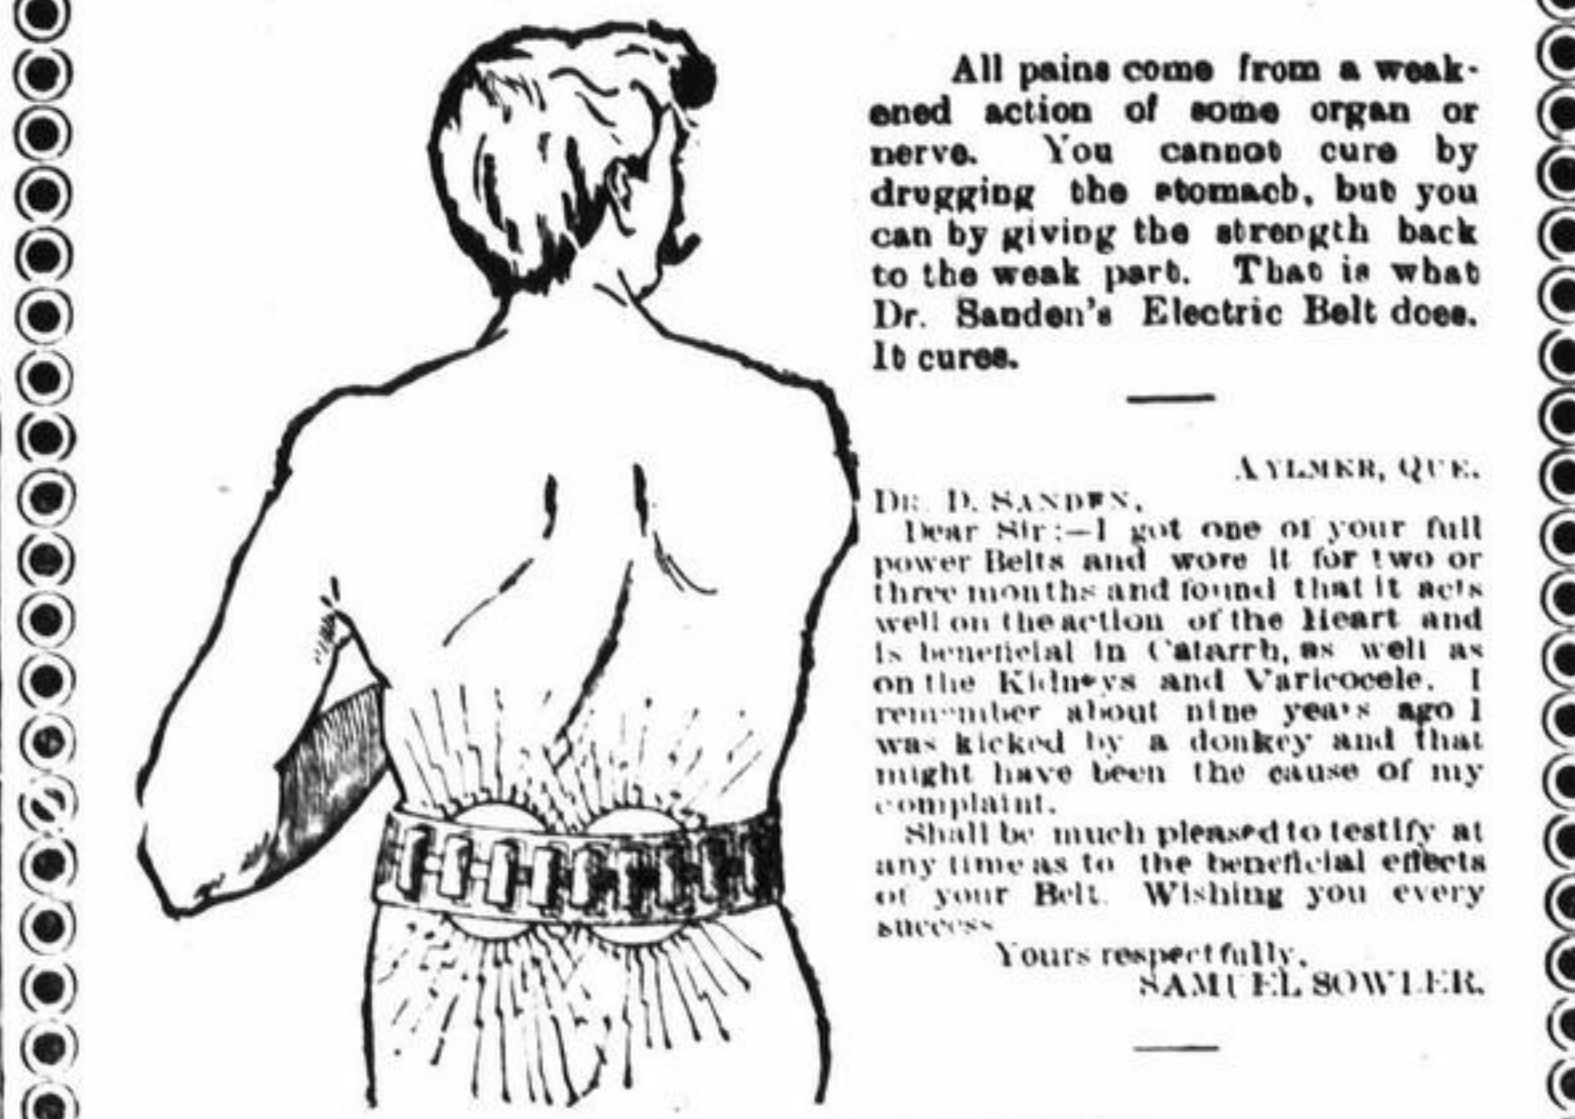 All pains come from a weak-
ened action of some organ or
nerve. You cannot cure by
drugging the stomach, but you
can by giving the strength back
to the weak part. That is what
Dr. Sanden's Electric Belt does.
It cures.
AYLMER, QUE.
DR. D. SANDEN,
Dear Sir:—I got one of your full
power Belts and wore it for two or
three months and found that it acts
well on the action of the Heart and
is beneficial in Catarrh, as well as
on the Kidneys and Varicocele. I
remember about nine years ago I
was kicked by a donkey and that
might have been the cause of my
complaint.
Shall be much pleased to testify at
any time as to the beneficial effects
of your Belt. Wishing you every
success
Yours respectfully,
SAMUEL SOWLER.